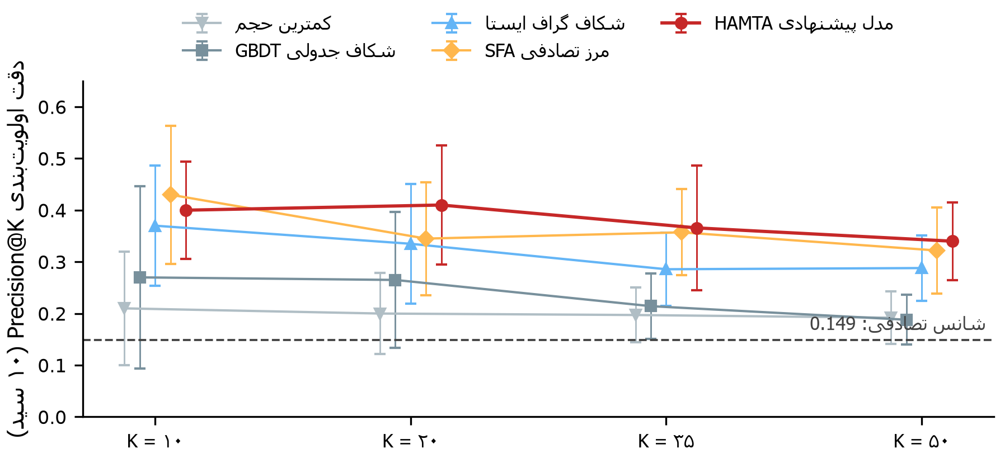 کمترین حجم
شکاف گراف ایستا
مدل پیشنهادی HAMTA
شکاف جدولی GBDT
مرز تصادفی SFA
دقت اولویت‌بندی Precision@K (۱۰ سید)
0.6
0.5
0.4
0.3
0.2
0.1
0.0
شانس تصادفی: 0.149
K = ۱۰
K = ۲۰
K = ۳۵
K = ۵۰